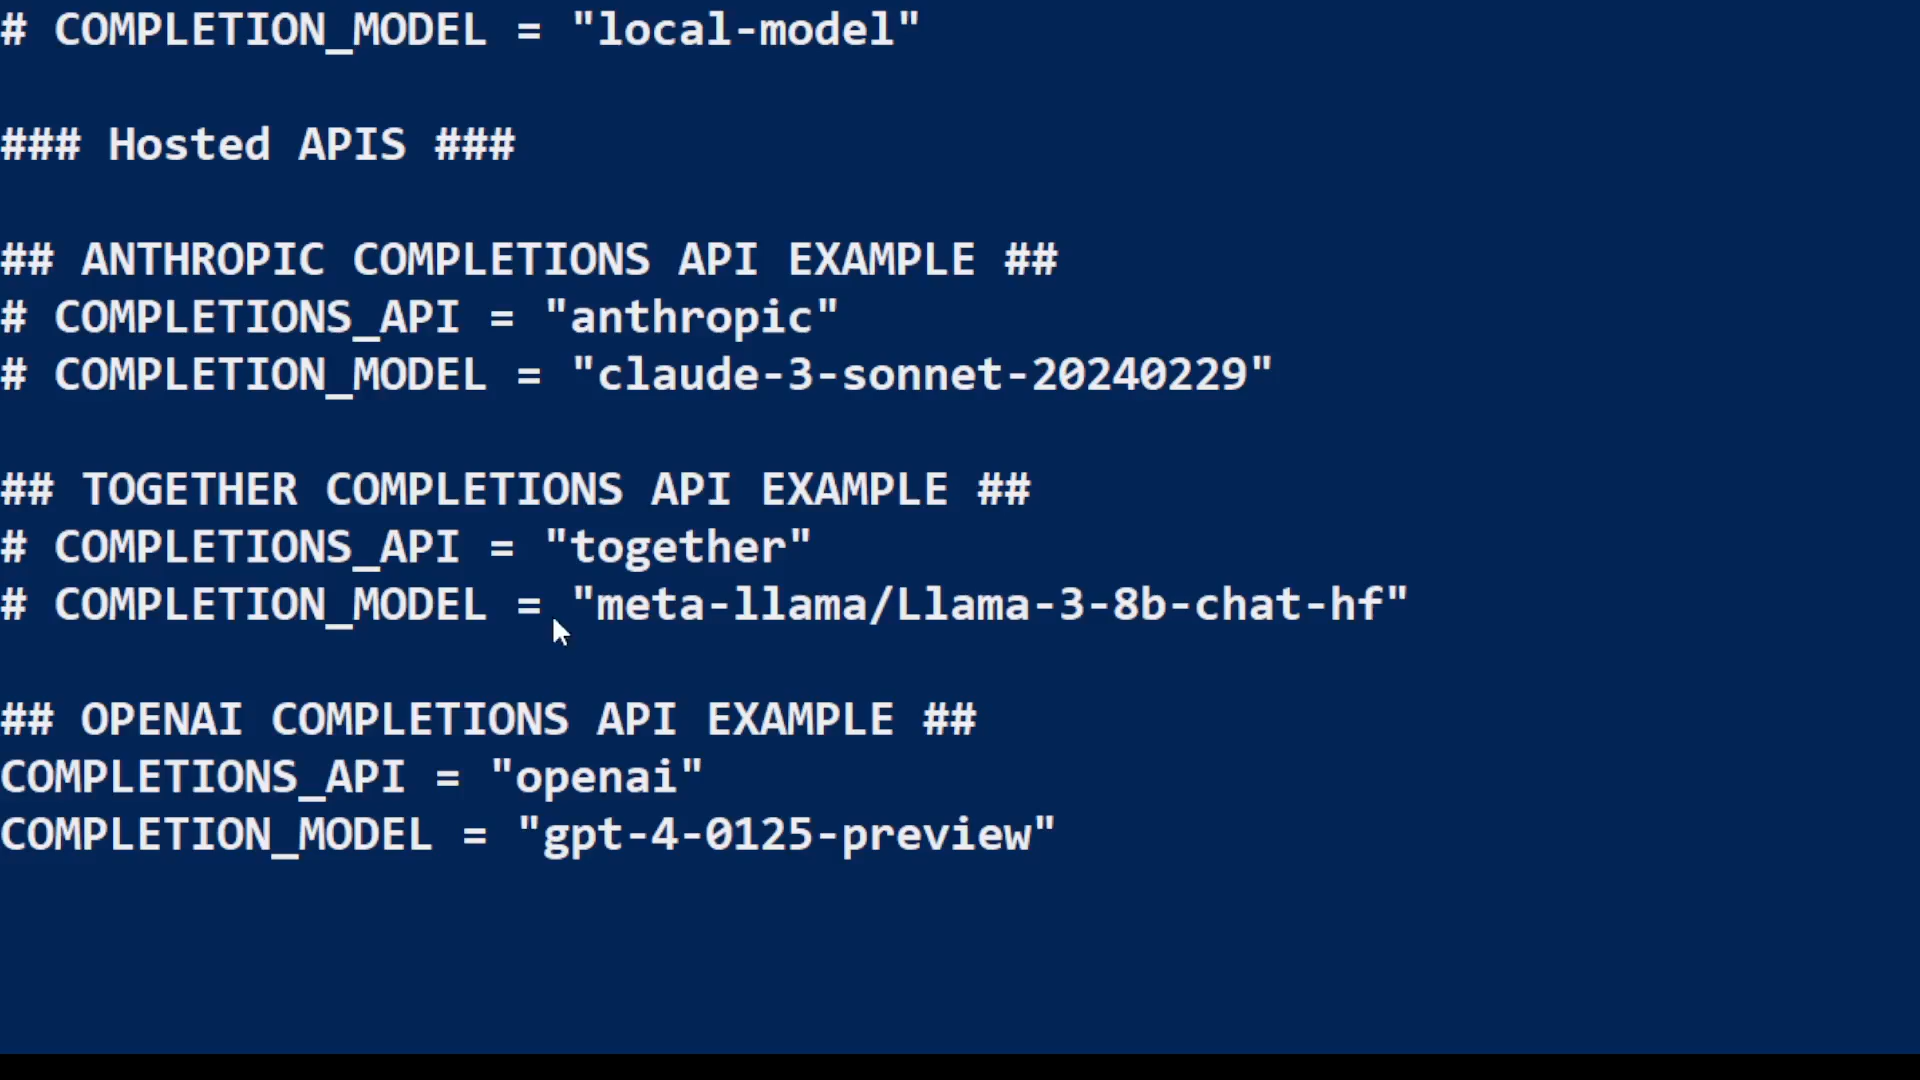 # COMPLETION_MODEL = "local-model"
### Hosted APIS ###
## ANTHROPIC COMPLETIONS API EXAMPLE ##
# COMPLETIONS_API = "anthropic"
# COMPLETION_MODEL = "claude-3-sonnet-20240229"
## TOGETHER COMPLETIONS API EXAMPLE ##
# COMPLETIONS_API = "together"
# COMPLETION_MODEL = "meta-llama/Llama-3-8b-chat-hf"
## OPENAI COMPLETIONS API EXAMPLE ##
COMPLETIONS_API = "openai"
COMPLETION_MODEL = "gpt-4-0125-preview"